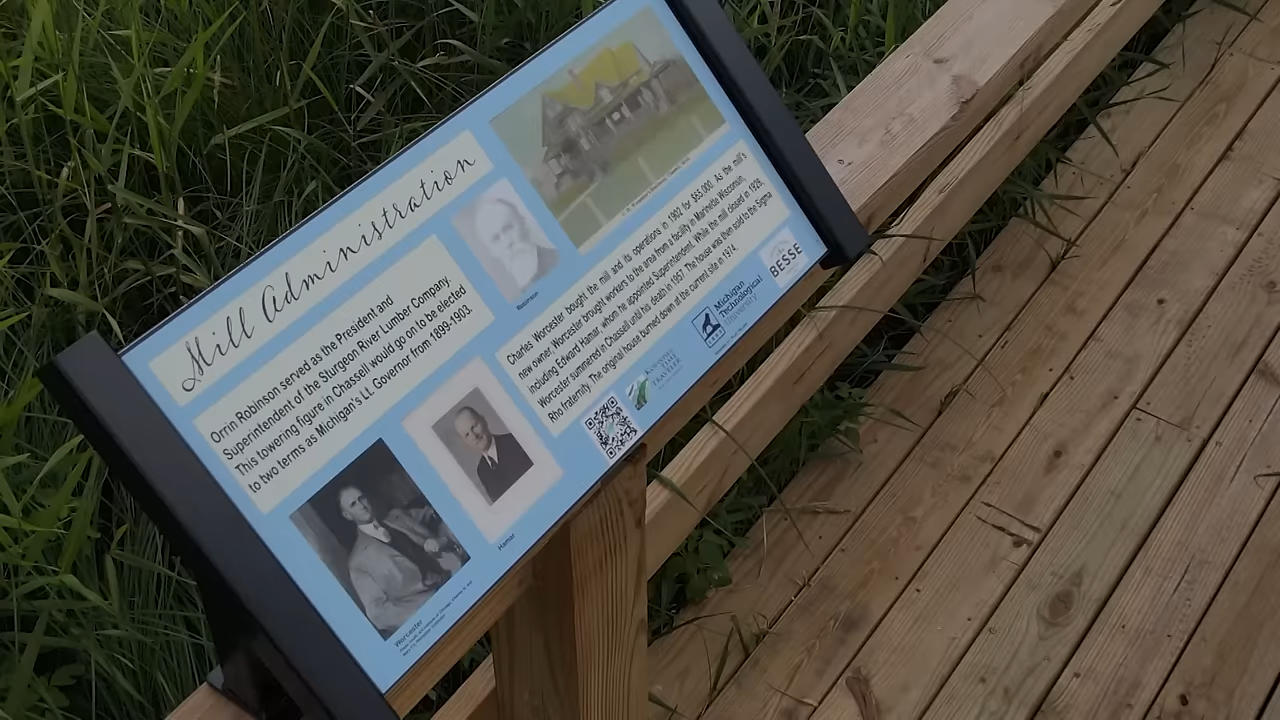 Mill Administration
Orrin Robinson served as the President and
Superintendent of the Sturgeon River Lumber Company.
This towering figure in Chassell would go on to be elected
to two terms as Michigan's Lt. Governor from 1899-1903.
Robinson
Charles Worcester bought the mill and its operations in 1902 for $65,000. As the mill's
new owner, Worcester brought workers to the area from a facility in Marinette Wisconsin,
including Edward Hamar, whom he appointed Superintendent. While the mill closed in 1928,
Worcester summered in Chassell until his death in 1957. The house was then sold to the Sigma
Rho fraternity. The original house burned down at the current site in 1974.
Worcester
Hamar
KEWEENAW
TIME
TRAVELER
Michigan
Technological
University
BESSE